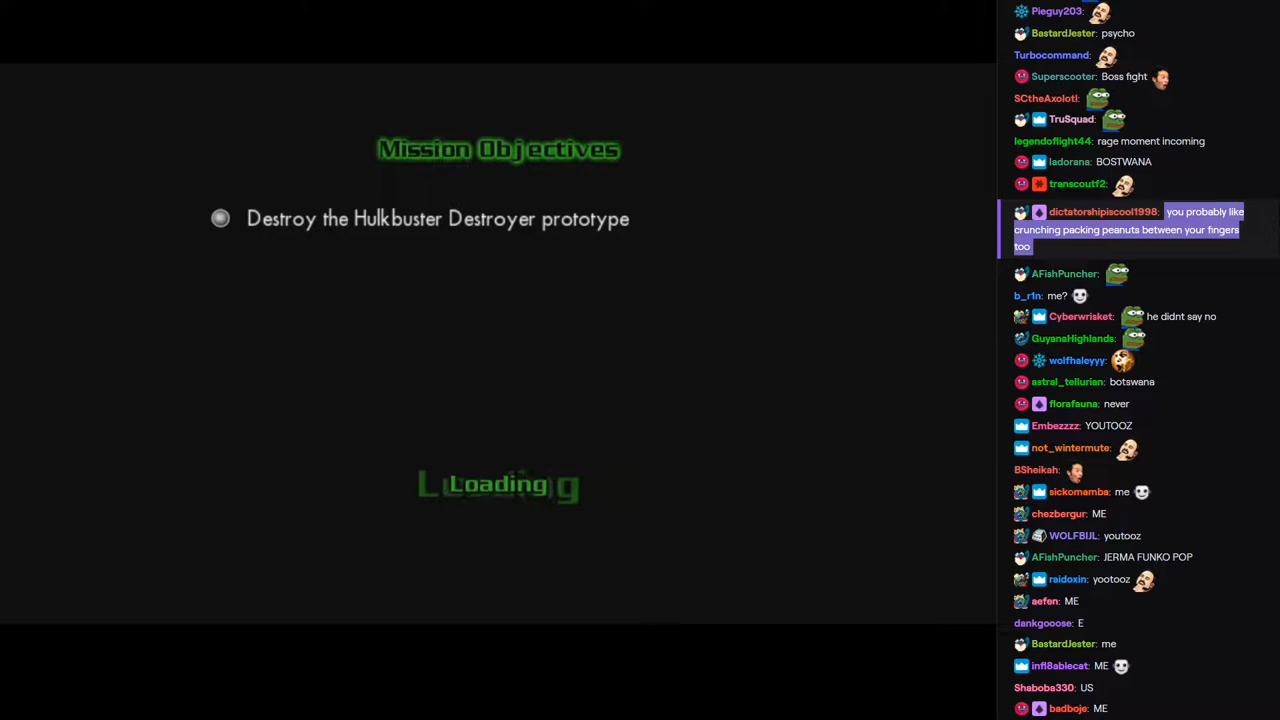 Mission Objectives
Destroy the Hulkbuster Destroyer prototype
Loading
Pieguy203:
BastardJester: psycho
Turbocommand:
Superscooter: Boss fight
SCtheAxolotl:
TruSquad:
legendoflight44: rage moment incoming
ladorana: BOSTWANA
transcoutf2:
dictatorshipiscool1998: you probably like
crunching packing peanuts between your fingers
too
AFishPuncher:
b_r1n: me?
Cyberwrisket: he didnt say no
GuyanaHighlands:
wolfhaleyyy:
astral_tellurian: botswana
florafauna: never
Embezzzz: YOUTOOZ
not_wintermute:
BSheikah:
sickomamba: me
chezbergur: ME
WOLFBIJL: youtooz
AFishPuncher: JERMA FUNKO POP
raidoxin: yootooz
aefen: ME
dankgooose: E
BastardJester: me
infl8ablecat: ME
Shaboba330: US
badboje: ME